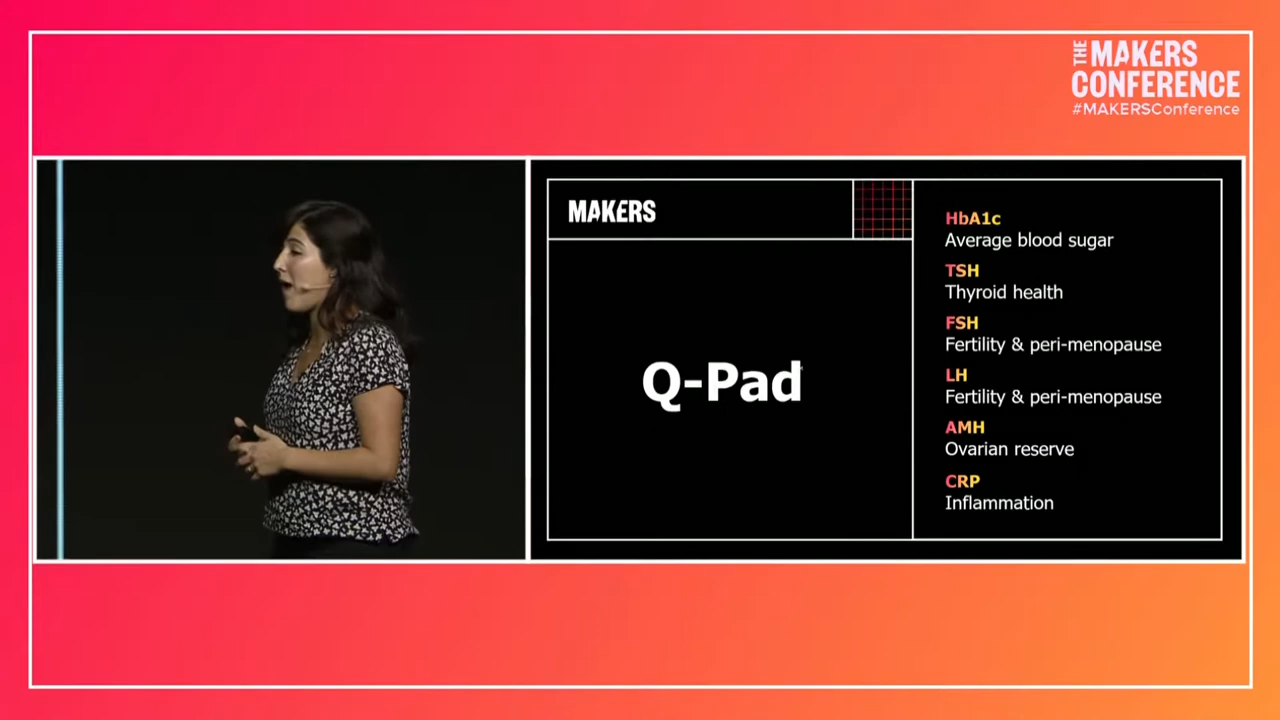 THE MAKERS
CONFERENCE
#MAKERSConference
MAKERS
Q-Pad
HbA1c
Average blood sugar
TSH
Thyroid health
FSH
Fertility & peri-menopause
LH
Fertility & peri-menopause
AMH
Ovarian reserve
CRP
Inflammation